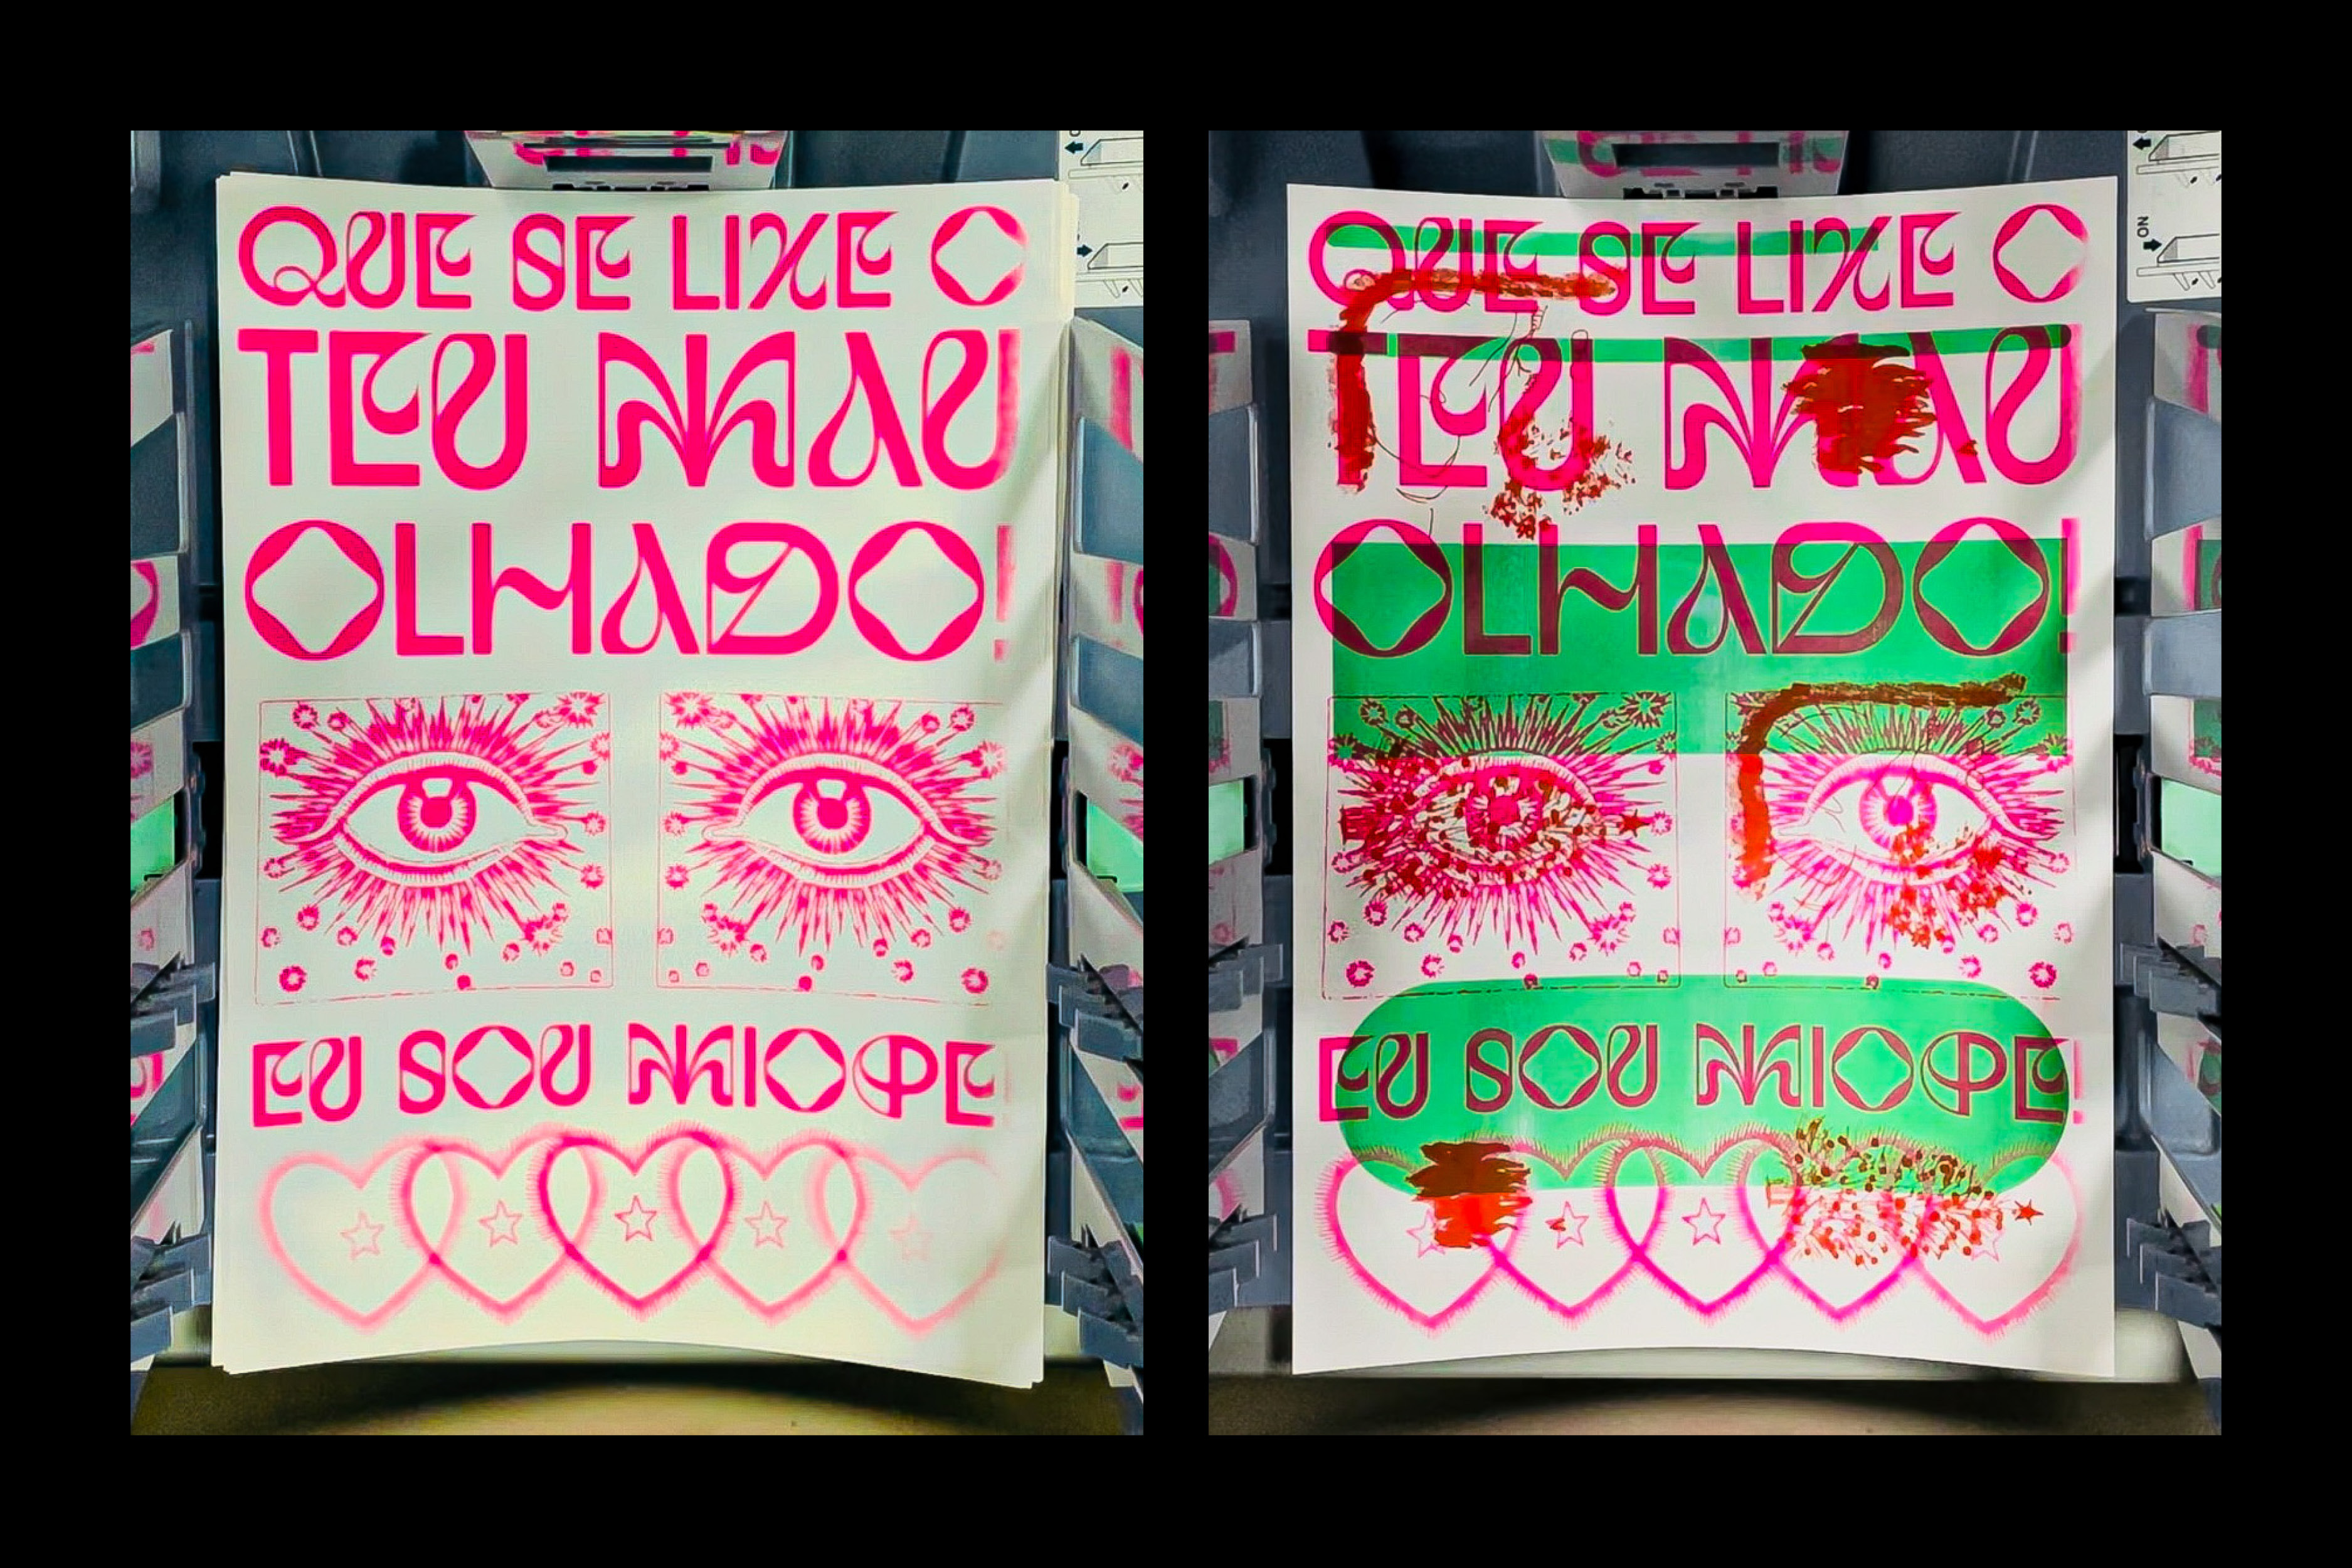 QUE SE LIXE O
TEU MAU
OLHADO!
EU SOU MIOPE
QUE SE LIXE O
TEU MAU
OLHADO!
EU SOU MIOPE!